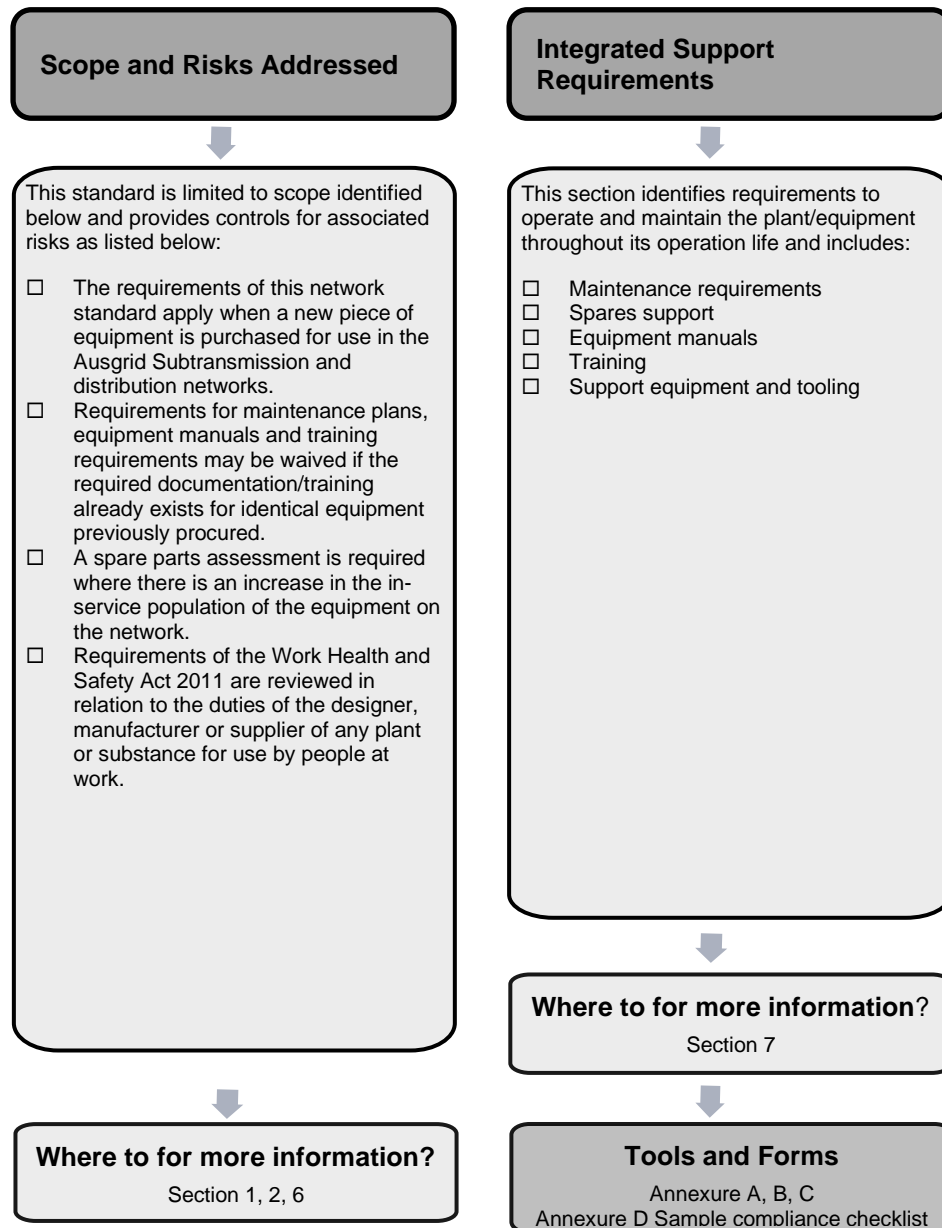 Scope and Risks Addressed
This standard is limited to scope identified
below and provides controls for associated
risks as listed below:
☐ The requirements of this network
standard apply when a new piece of
equipment is purchased for use in the
Ausgrid Subtransmission and
distribution networks.
☐ Requirements for maintenance plans,
equipment manuals and training
requirements may be waived if the
required documentation/training
already exists for identical equipment
previously procured.
☐ A spare parts assessment is required
where there is an increase in the in-
service population of the equipment on
the network.
☐ Requirements of the Work Health and
Safety Act 2011 are reviewed in
relation to the duties of the designer,
manufacturer or supplier of any plant
or substance for use by people at
work.
Where to for more information?
Section 1, 2, 6
Integrated Support
Requirements
This section identifies requirements to
operate and maintain the plant/equipment
throughout its operation life and includes:
☐ Maintenance requirements
☐ Spares support
☐ Equipment manuals
☐ Training
☐ Support equipment and tooling
Where to for more information?
Section 7
Tools and Forms
Annexure A, B, C
Annexure D Sample compliance checklist